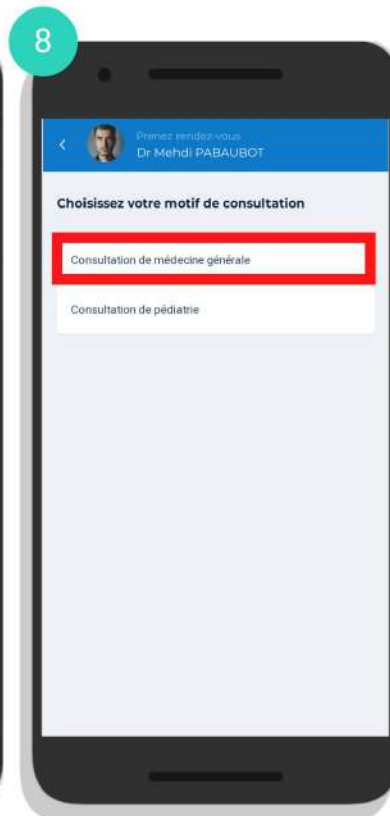 8
Prenez rendez-vous
Dr Mehdi PABAUBOT
Choisissez votre motif de consultation
Consultation de médecine générale
Consultation de pédiatrie